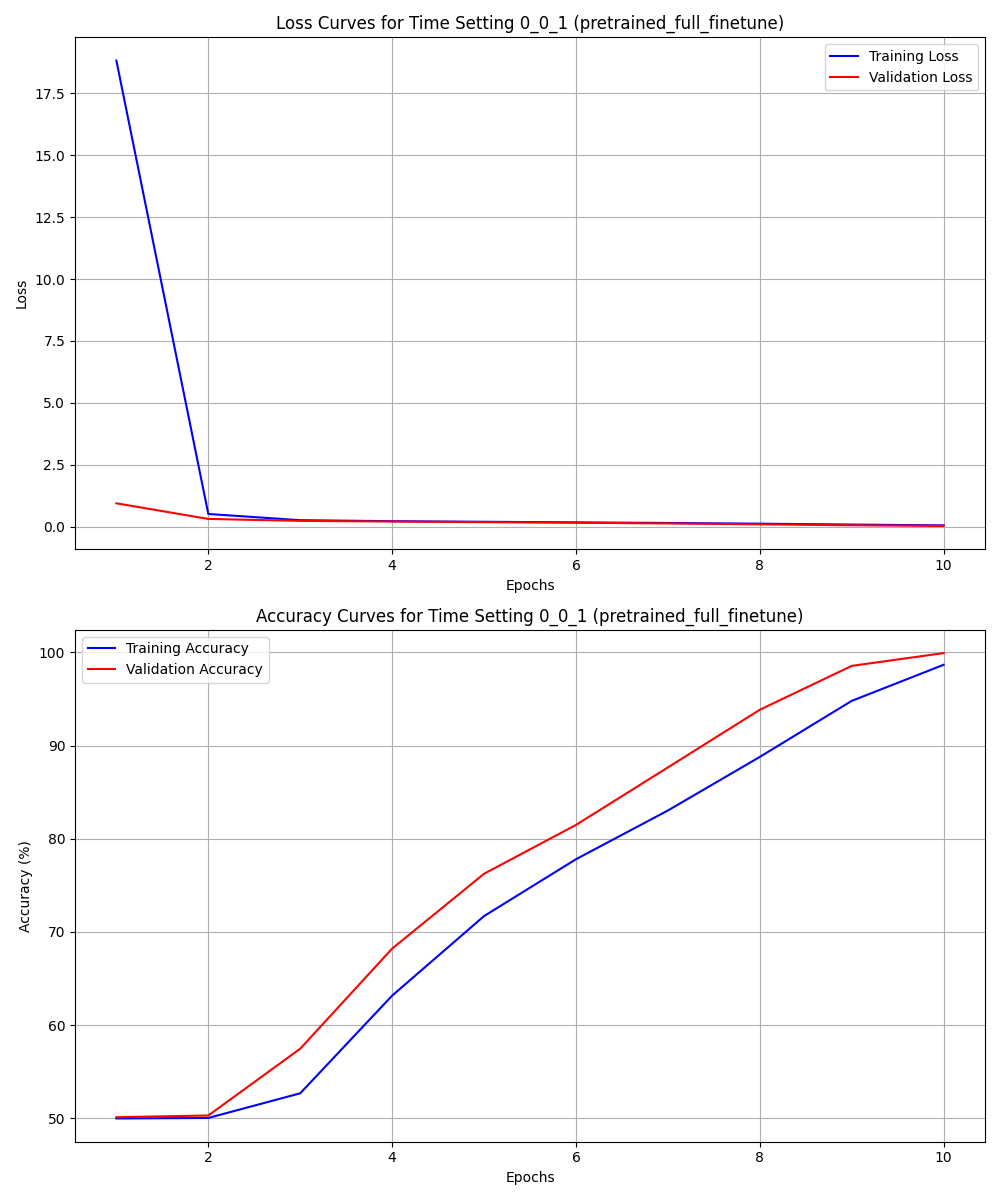 Loss Curves for Time Setting 0_0_1 (pretrained_full_finetune)
Training Loss
Validation Loss
17.5
15.0
12.5
10.0
7.5
5.0
2.5
0.0
Loss
2 4 6 8 10
Epochs
Accuracy Curves for Time Setting 0_0_1 (pretrained_full_finetune)
Training Accuracy
Validation Accuracy
100
90
80
70
60
50
Accuracy (%)
2 4 6 8 10
Epochs